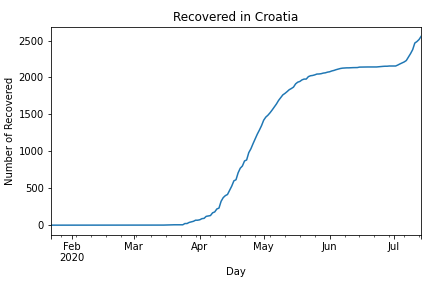 Recovered in Croatia
Number of Recovered
2500
2000
1500
1000
500
0
Feb Mar Apr May Jun Jul
2020
Day